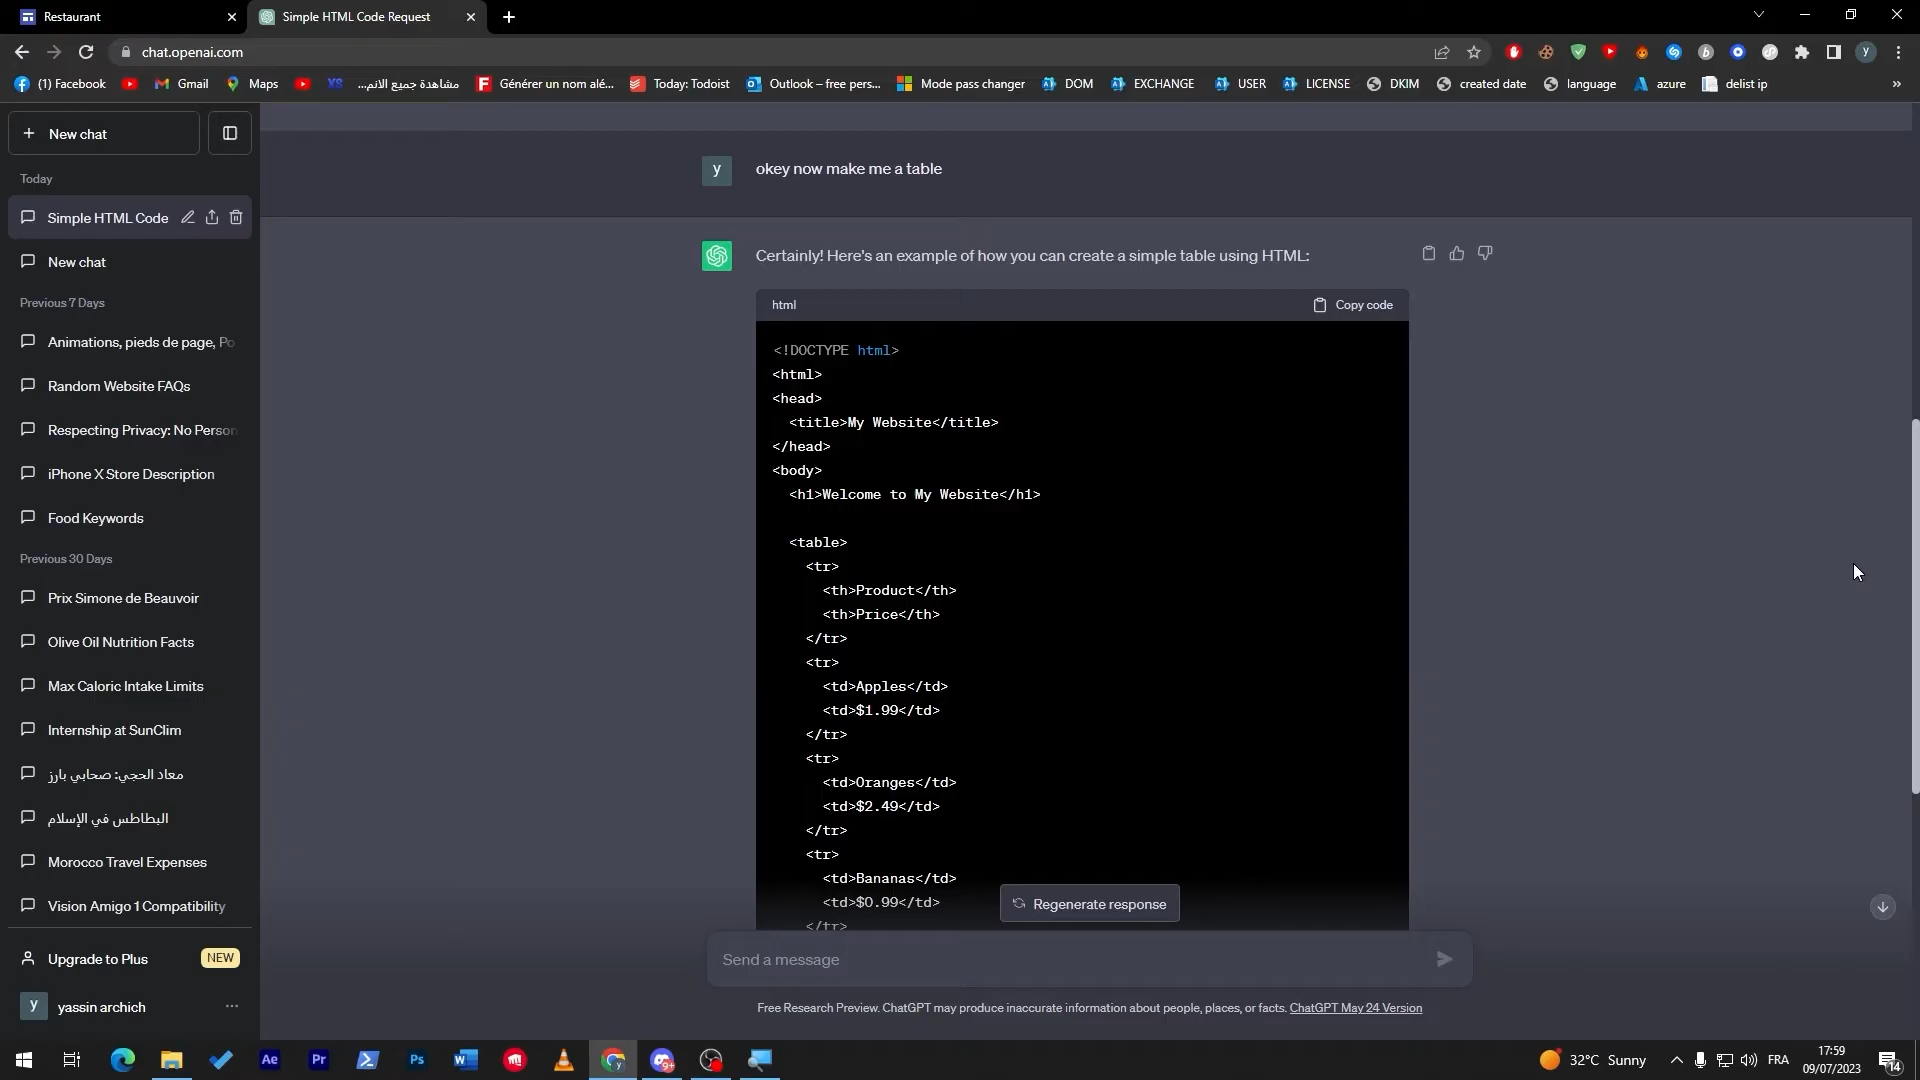 Restaurant
Simple HTML Code Request
chat.openai.com
(1) Facebook
Gmail
Maps
مشاهدة جميع الانم...
Générer un nom alé...
Today: Todoist
Outlook – free pers...
Mode pass changer
DOM
EXCHANGE
USER
LICENSE
DKIM
created date
language
azure
delist ip
New chat
Today
Simple HTML Code
New chat
Previous 7 Days
Animations, pieds de page, Po
Random Website FAQs
Respecting Privacy: No Person
iPhone X Store Description
Food Keywords
Previous 30 Days
Prix Simone de Beauvoir
Olive Oil Nutrition Facts
Max Caloric Intake Limits
Internship at SunClim
معاد الحجي: صحابي بارز
البطاطس في الإسلام
Morocco Travel Expenses
Vision Amigo 1 Compatibility
Upgrade to Plus
NEW
y
yassin archich
y
okey now make me a table
Certainly! Here's an example of how you can create a simple table using HTML:
html
Copy code
<!DOCTYPE html>
<html>
<head>
<title>My Website</title>
</head>
<body>
<h1>Welcome to My Website</h1>
<table>
<tr>
<th>Product</th>
<th>Price</th>
</tr>
<tr>
<td>Apples</td>
<td>$1.99</td>
</tr>
<tr>
<td>Oranges</td>
<td>$2.49</td>
</tr>
<tr>
<td>Bananas</td>
<td>$0.99</td>
</tr>
Regenerate response
Send a message
Free Research Preview. ChatGPT may produce inaccurate information about people, places, or facts. ChatGPT May 24 Version
Ae
Pr
Ps
32°C Sunny
FRA
17:59
09/07/2023
14